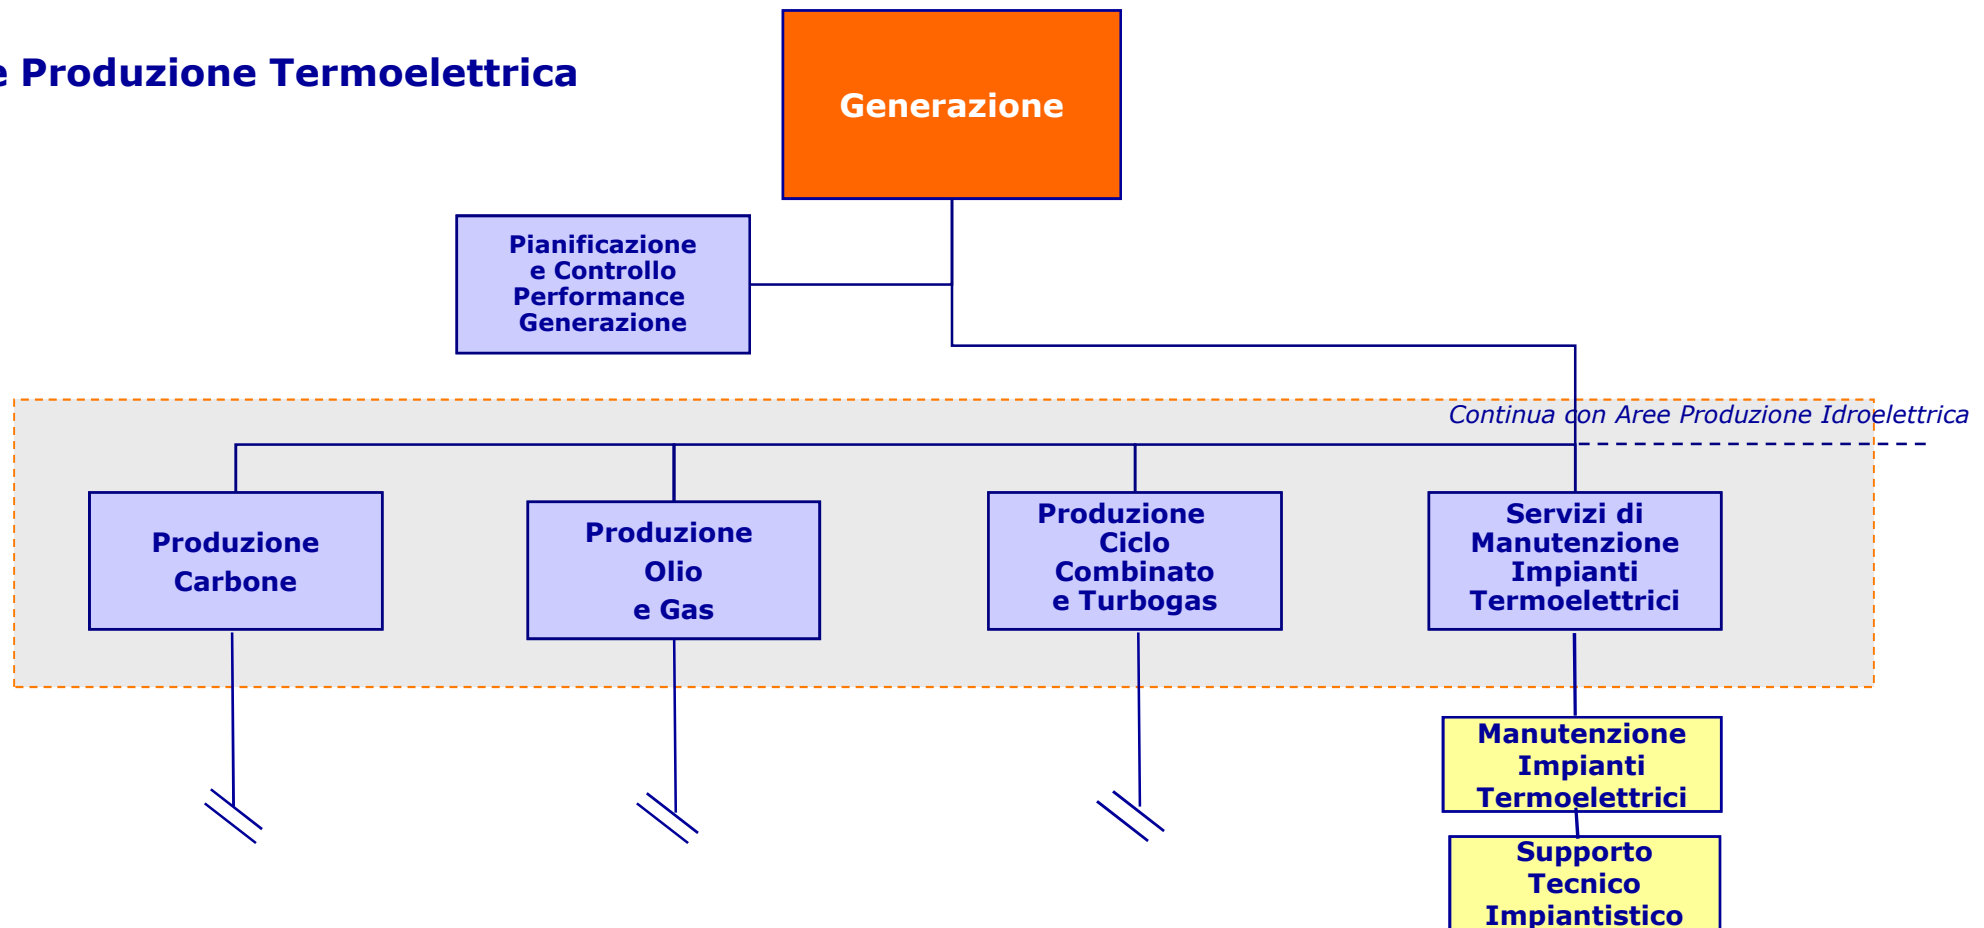 e Produzione Termoelettrica
Generazione
Pianificazione
e Controllo
Performance
Generazione
Continua con Aree Produzione Idroelettrica
Produzione
Carbone
Produzione
Olio
e Gas
Produzione
Ciclo
Combinato
e Turbogas
Servizi di
Manutenzione
Impianti
Termoelettrici
Manutenzione
Impianti
Termoelettrici
Supporto
Tecnico
Impiantistico